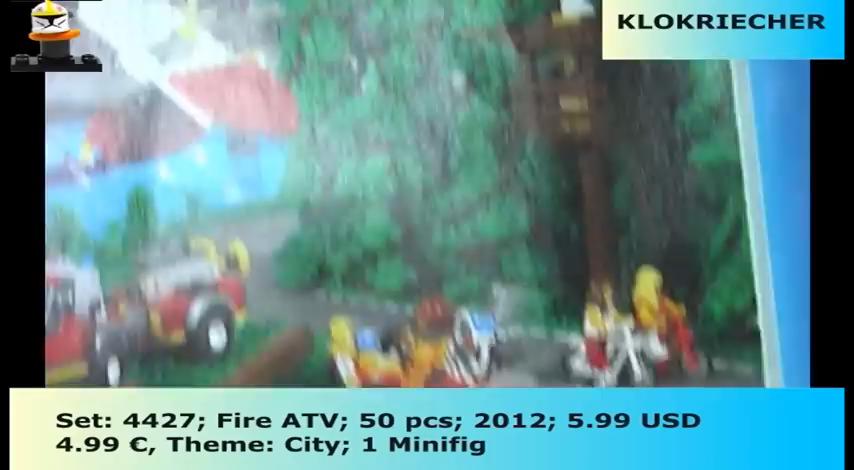 KLOKRIECHER
Set: 4427; Fire ATV; 50 pcs; 2012; 5.99 USD
4.99 €, Theme: City; 1 Minifig